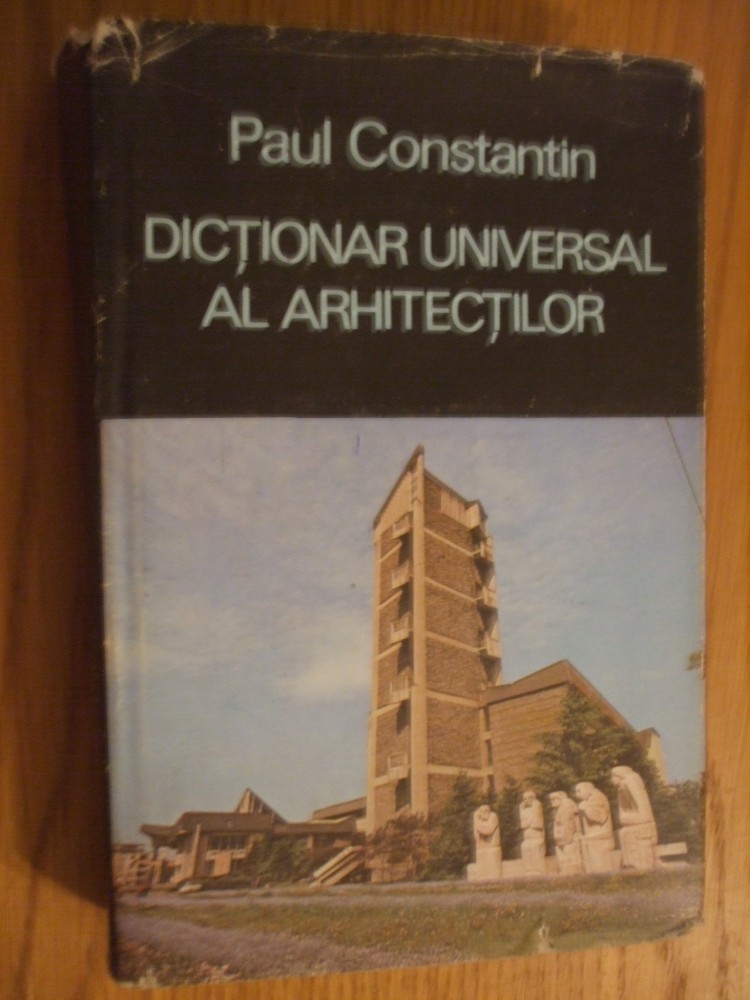 Paul Constantin
DICȚIONAR UNIVERSAL
AL ARHITECȚILOR